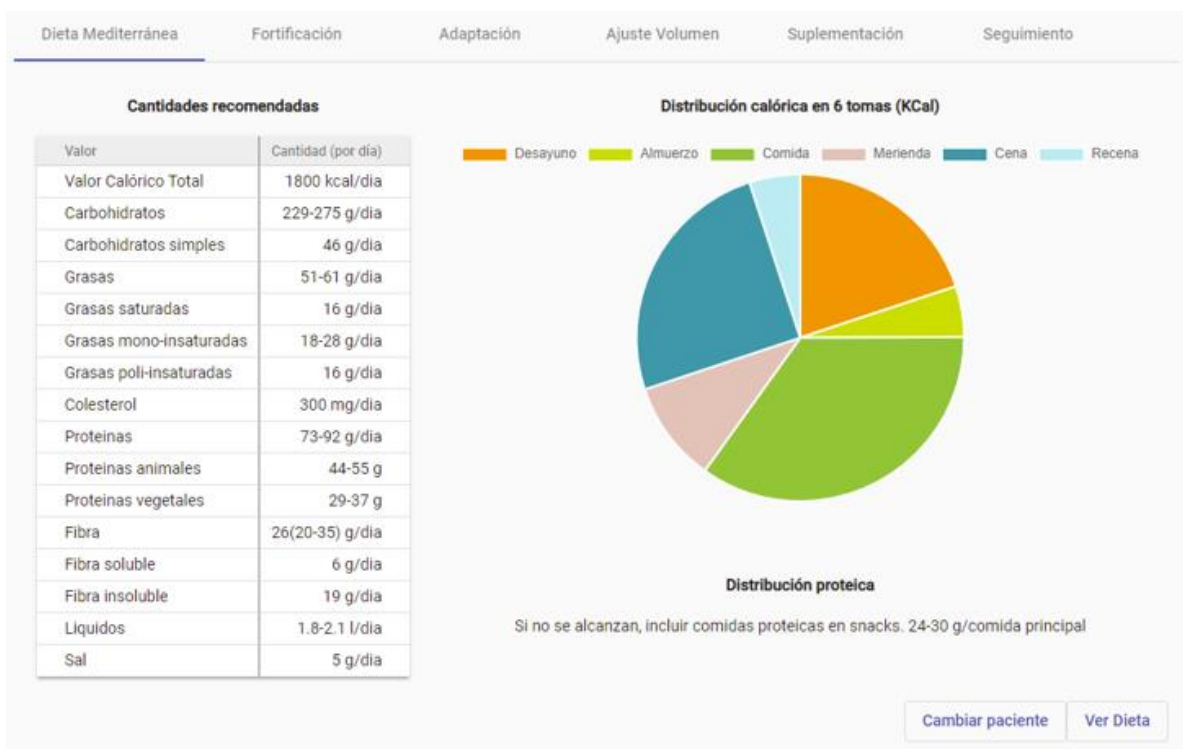 Dieta Mediterránea Fortificación Adaptación Ajuste Volumen Suplementación Seguimiento
Cantidades recomendadas
Valor Cantidad (por día)
Valor Calórico Total 1800 kcal/dia
Carbohidratos 229-275 g/dia
Carbohidratos simples 46 g/dia
Grasas 51-61 g/dia
Grasas saturadas 16 g/dia
Grasas mono-insaturadas 18-28 g/dia
Grasas poli-insaturadas 16 g/dia
Colesterol 300 mg/dia
Proteinas 73-92 g/dia
Proteinas animales 44-55 g
Proteinas vegetales 29-37 g
Fibra 26(20-35) g/dia
Fibra soluble 6 g/dia
Fibra insoluble 19 g/dia
Liquidos 1.8-2.1 l/dia
Sal 5 g/dia
Distribución calórica en 6 tomas (KCal)
Desayuno Almuerzo Comida Merienda Cena Recena
Distribución proteica
Si no se alcanzan, incluir comidas proteicas en snacks. 24-30 g/comida principal
Cambiar paciente Ver Dieta